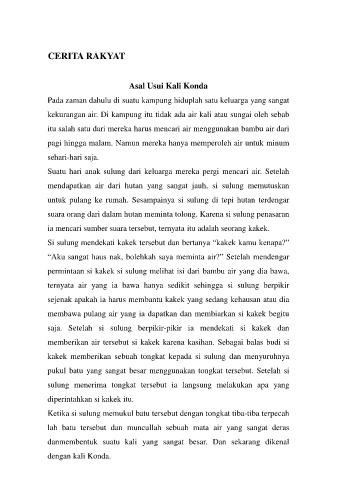 CERITA RAKYAT
Asal Usui Kali Konda
Pada zaman dahulu di suatu kampung hiduplah satu keluarga yang sangat
kekurangan air. Di kampung itu tidak ada air kali atau sungai oleh sebab
itu salah satu dari mereka harus mencari air menggunakan bambu air dari
pagi hingga malam. Namun mereka hanya memperoleh air untuk minum
sehari-hari saja.
Suatu hari anak sulung dari keluarga mereka pergi mencari air. Setelah
mendapatkan air dari hutan yang sangat jauh, si sulung memutuskan
untuk pulang ke rumah. Sesampainya si sulung di tepi hutan terdengar
suara orang dari dalam hutan meminta tolong. Karena si sulung penasaran
ia mencari sumber suara tersebut, ternyata itu adalah seorang kakek.
Si sulung mendekati kakek tersebut dan bertanya “kakek kamu kenapa?”
“Aku sangat haus nak, bolehkah saya meminta air?” Setelah mendengar
permintaan si kakek si sulung melihat isi dari bambu air yang dia bawa,
ternyata air yang ia bawa hanya sedikit sehingga si sulung berpikir
sejenak apakah ia harus membantu kakek yang sedang kehausan atau dia
membawa pulang air yang ia dapatkan dan membiarkan si kakek begitu
saja. Setelah si sulung berpikir-pikir ia mendekati si kakek dan
memberikan air tersebut si kakek karena kasihan. Sebagai balas budi si
kakek memberikan sebuah tongkat kepada si sulung dan menyuruhnya
pukul batu yang sangat besar menggunakan tongkat tersebut. Setelah si
sulung menerima tongkat tersebut ia langsung melakukan apa yang
diperintahkan si kakek itu.
Ketika si sulung memukul batu tersebut dengan tongkat tiba-tiba terpecah
lah batu tersebut dan muncullah sebuah mata air yang sangat deras
danmembentuk suatu kali yang sangat besar. Dan sekarang dikenal
dengan kali Konda.